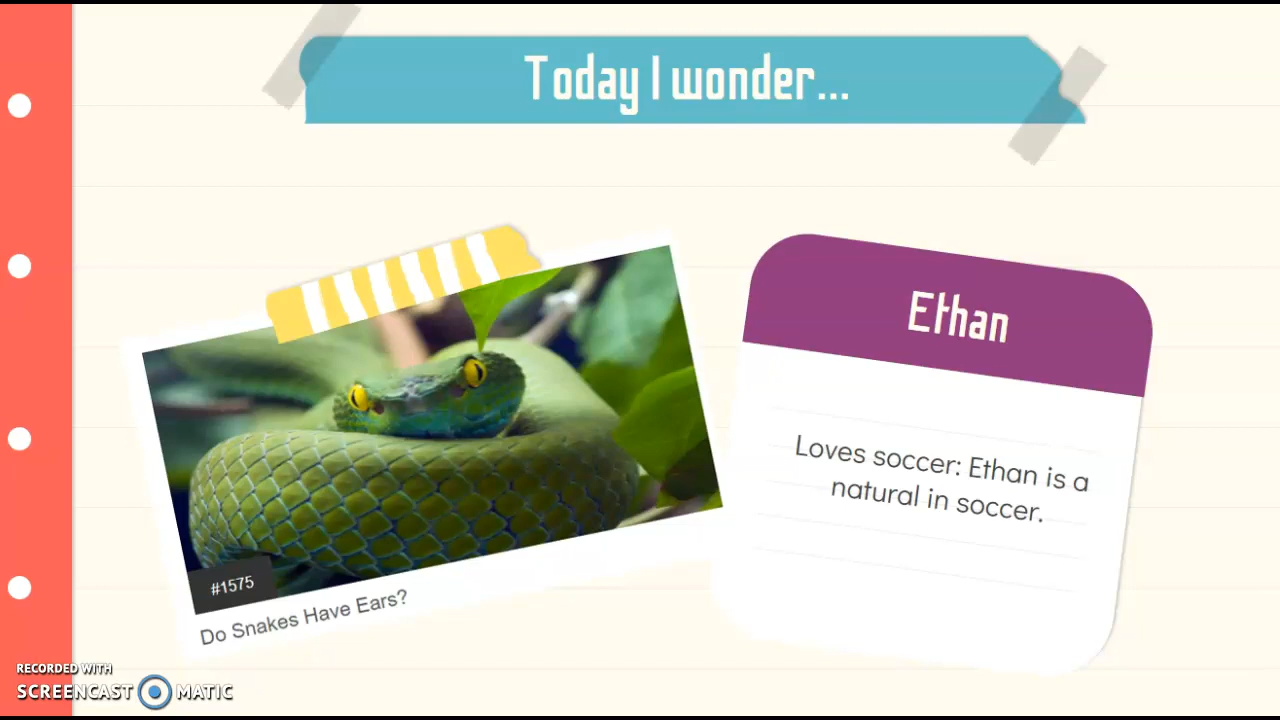 Today I wonder...
#1575
Do Snakes Have Ears?
Ethan
Loves soccer: Ethan is a
natural in soccer.
RECORDED WITH
SCREENCAST MATIC